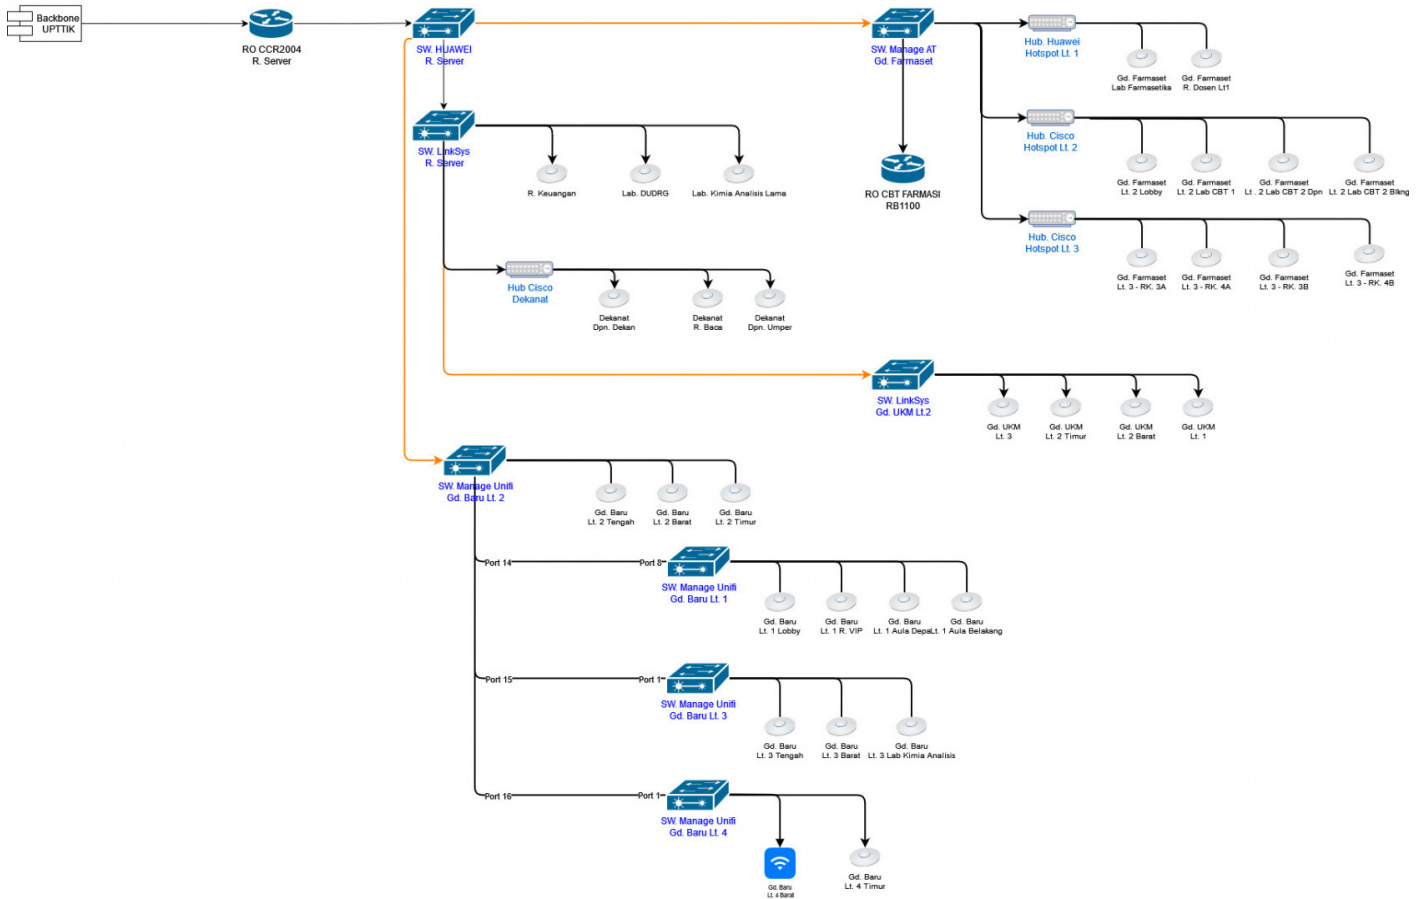 Backbone
UPTTIK
RO CCR2004
R. Server
SW. HUAWEI
R. Server
SW. Manage AT
Gd. Farmaset
Hub. Huawei
Hotspot Lt. 1
Gd. Farmaset
Lab Farmasetika
Gd. Farmaset
R. Dosen Lt1
SW. LinkSys
R. Server
R. Keuangan
Lab. DUDRG
Lab. Kimia Analisis Lama
RO CBT FARMASI
RB1100
Hub. Cisco
Hotspot Lt. 2
Gd. Farmaset
Lt. 2 Lobby
Gd. Farmaset
Lt. 2 Lab CBT 1
Gd. Farmaset
Lt . 2 Lab CBT 2 Dpn
Gd. Farmaset
Lt. 2 Lab CBT 2 Blkng
Hub. Cisco
Hotspot Lt. 3
Gd. Farmaset
Lt. 3 - RK. 3A
Gd. Farmaset
Lt. 3 - RK. 4A
Gd. Farmaset
Lt. 3 - RK. 3B
Gd. Farmaset
Lt. 3 - RK. 4B
Hub Cisco
Dekanat
Dekanat
Dpn. Dekan
Dekanat
R. Baca
Dekanat
Dpn. Umper
SW. LinkSys
Gd. UKM Lt.2
Gd. UKM
Lt. 3
Gd. UKM
Lt. 2 Timur
Gd. UKM
Lt. 2 Barat
Gd. UKM
Lt. 1
SW. Manage Unifi
Gd. Baru Lt. 2
Gd. Baru
Lt. 2 Tengah
Gd. Baru
Lt. 2 Barat
Gd. Baru
Lt. 2 Timur
Port 14
Port 8
SW. Manage Unifi
Gd. Baru Lt. 1
Gd. Baru
Lt. 1 Lobby
Gd. Baru
Lt. 1 R. VIP
Gd. Baru
Lt. 1 Aula Depa
Gd. Baru
Lt. 1 Aula Belakang
Port 15
Port 1
SW. Manage Unifi
Gd. Baru Lt. 3
Gd. Baru
Lt. 3 Tengah
Gd. Baru
Lt. 3 Barat
Gd. Baru
Lt. 3 Lab Kimia Analisis
Port 16
Port 1
SW. Manage Unifi
Gd. Baru Lt. 4
Gd. Baru
Lt. 4 Barat
Gd. Baru
Lt. 4 Timur